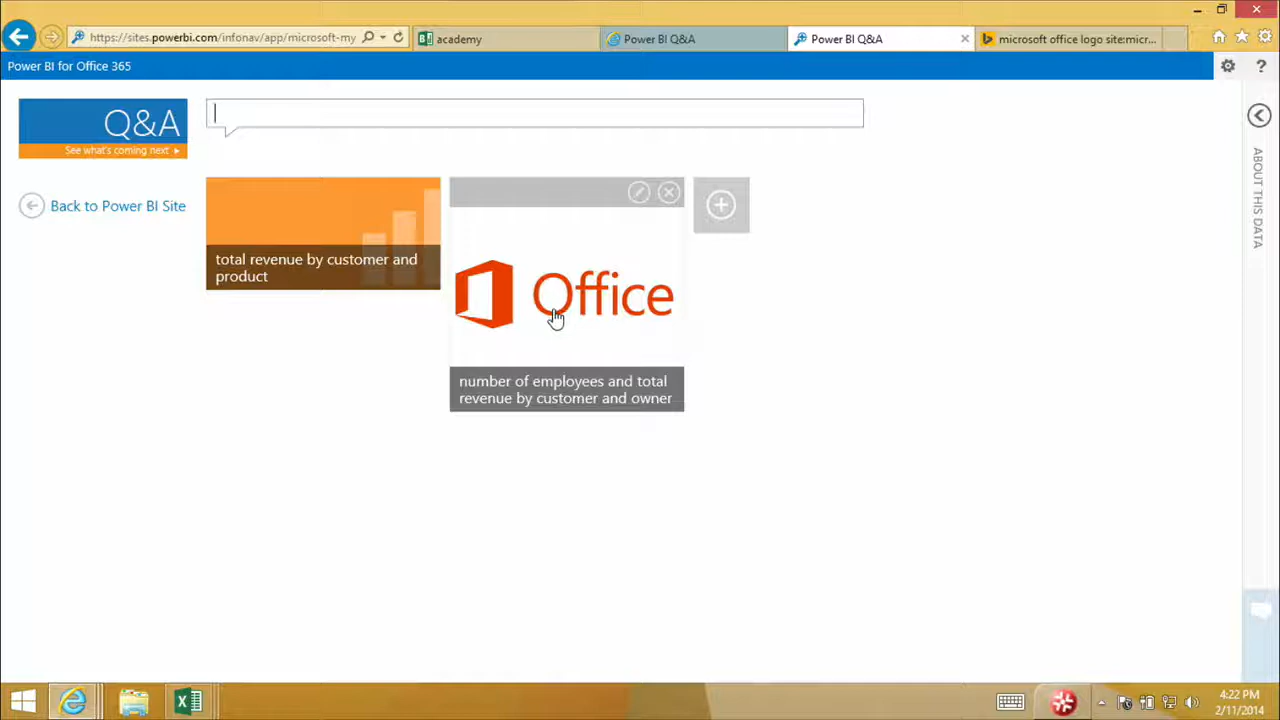 https://sites.powerbi.com/infonav/app/microsoft-my
academy
Power BI Q&A
Power BI Q&A
microsoft office logo site:micr...
Power BI for Office 365
?
Q&A
See what's coming next
Back to Power BI Site
total revenue by customer and
product
Office
number of employees and total
revenue by customer and owner
ABOUT THIS DATA
4:22 PM
2/11/2014